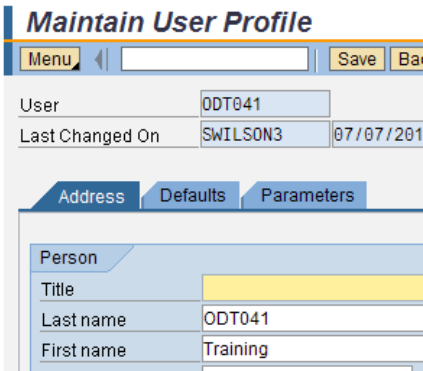 Maintain User Profile
Menu Save Ba
User ODT041
Last Changed On SWILSON3 07/07/201
Address Defaults Parameters
Person
Title
Last name ODT041
First name Training